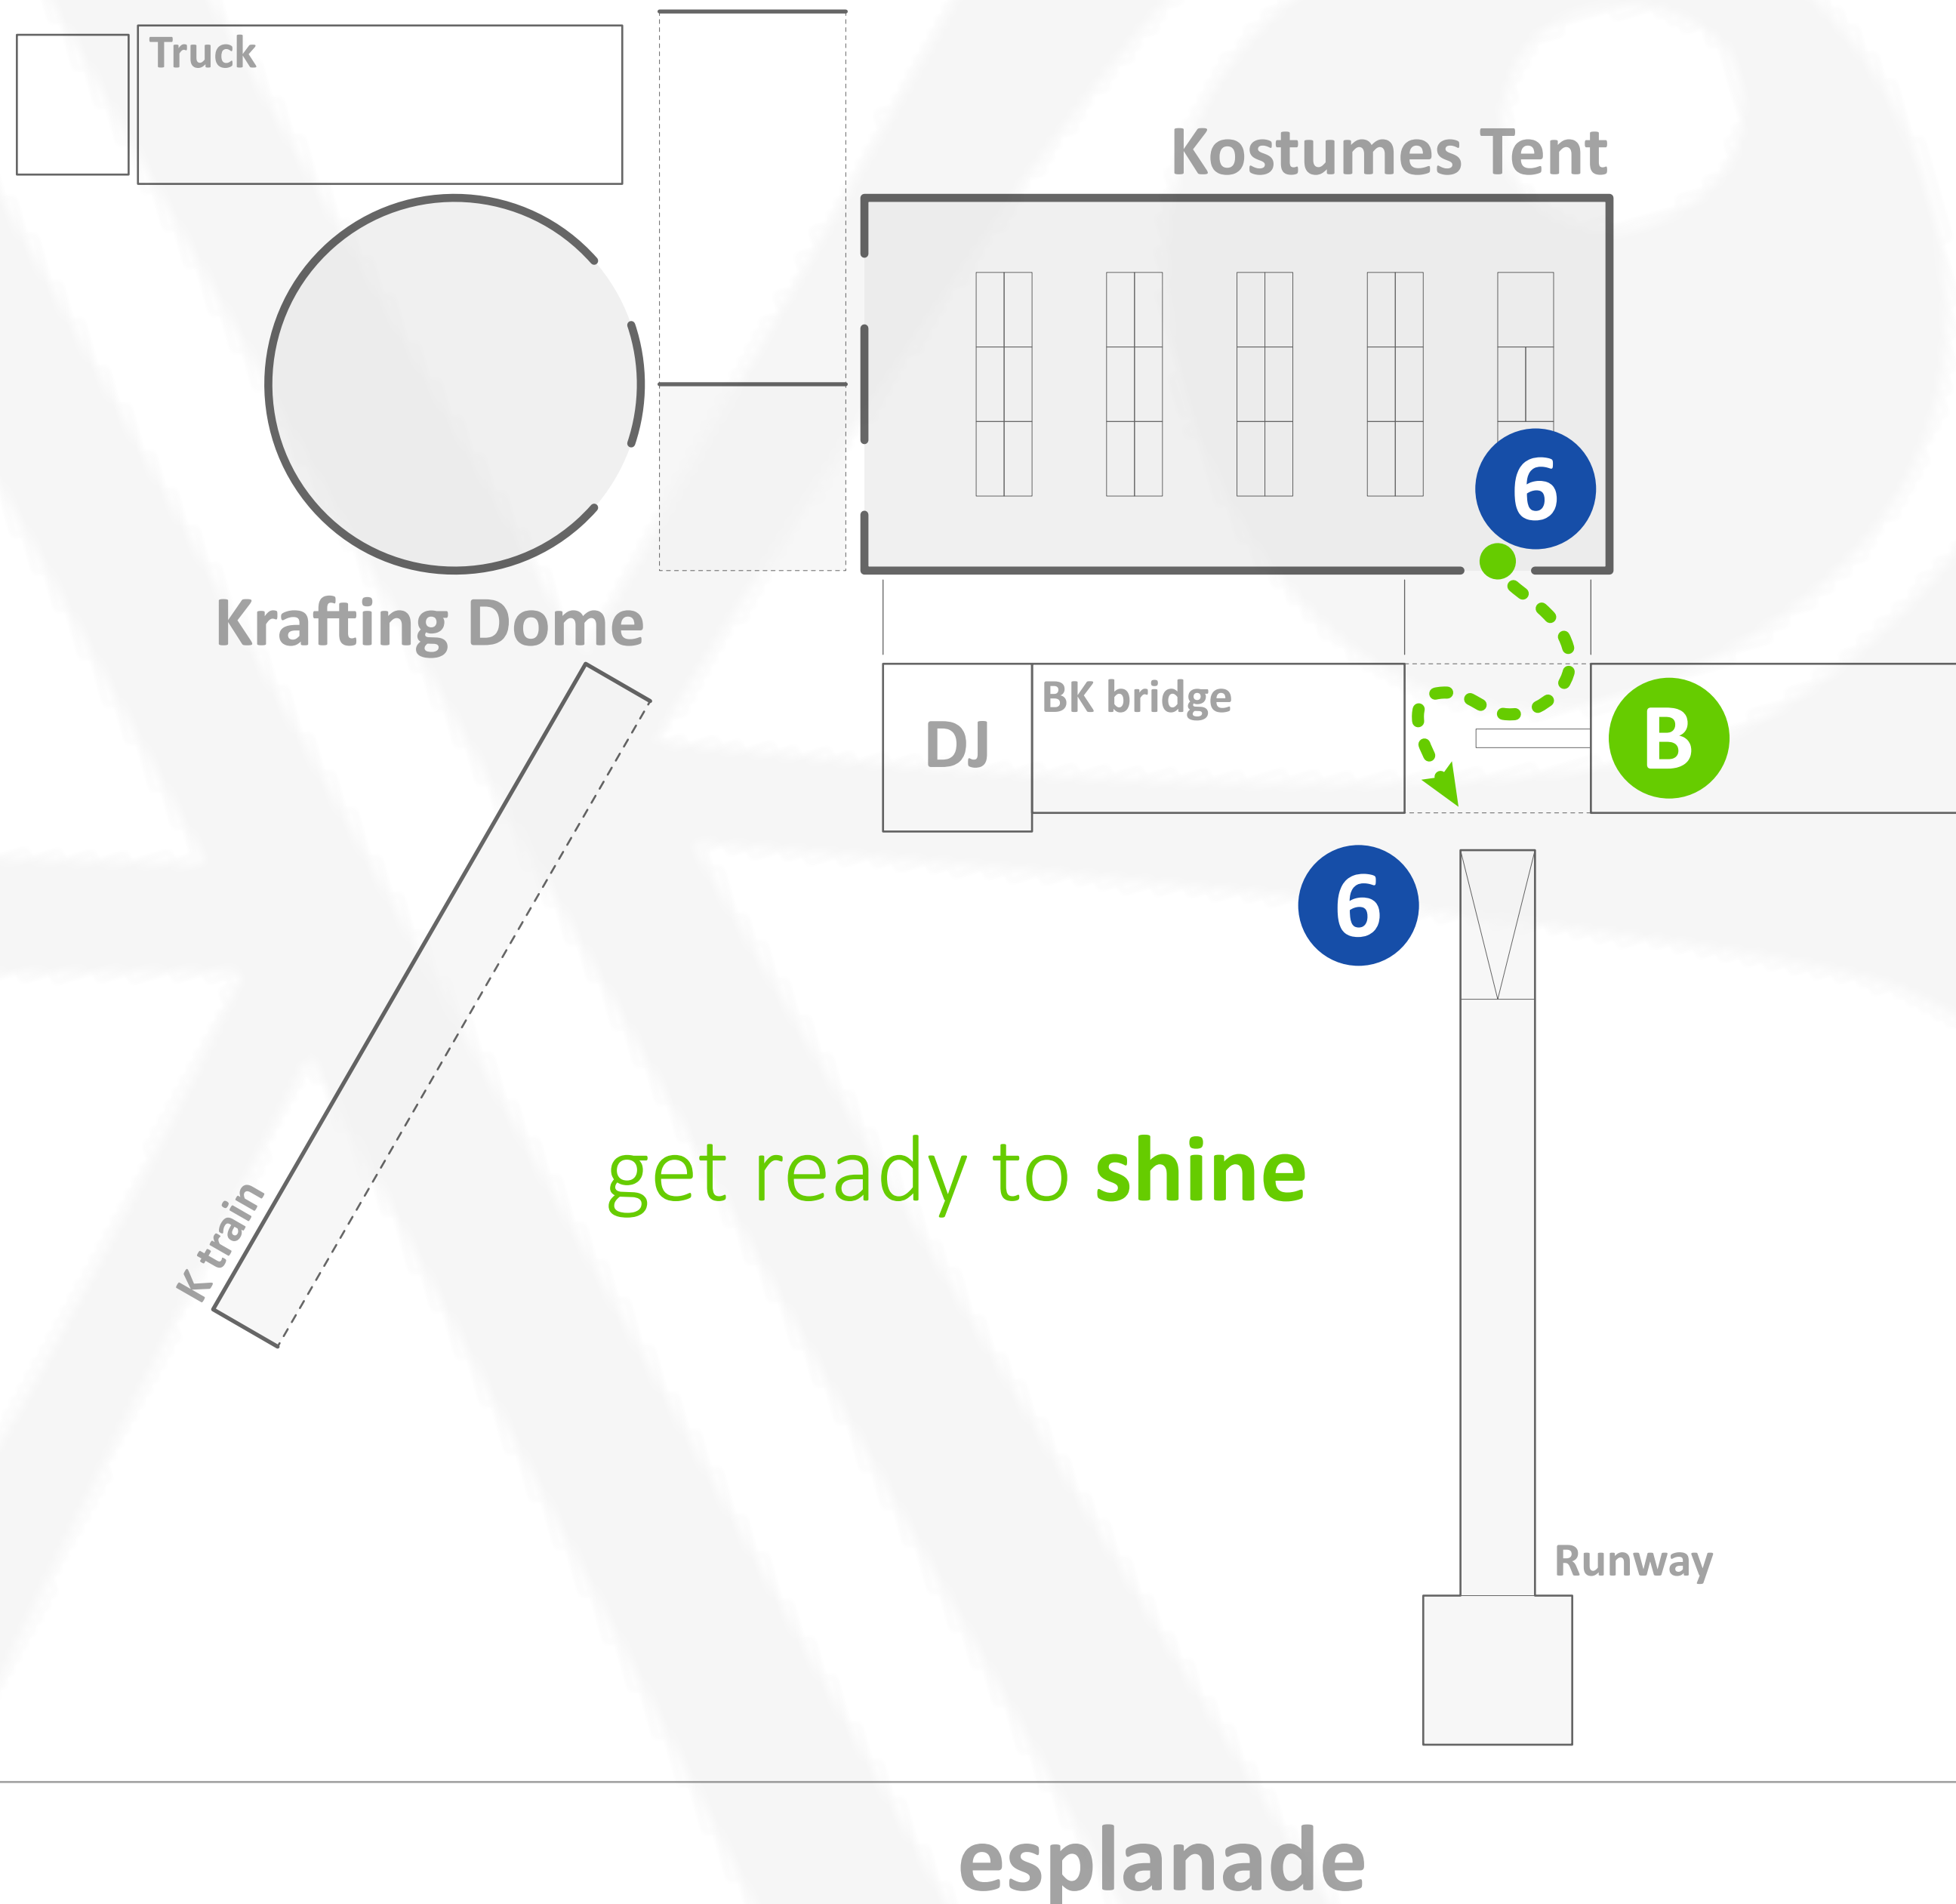 Truck
Kostumes Tent
6
Krafting Dome
BK bridge
DJ
B
6
get ready to shine
K train
Runway
esplanade